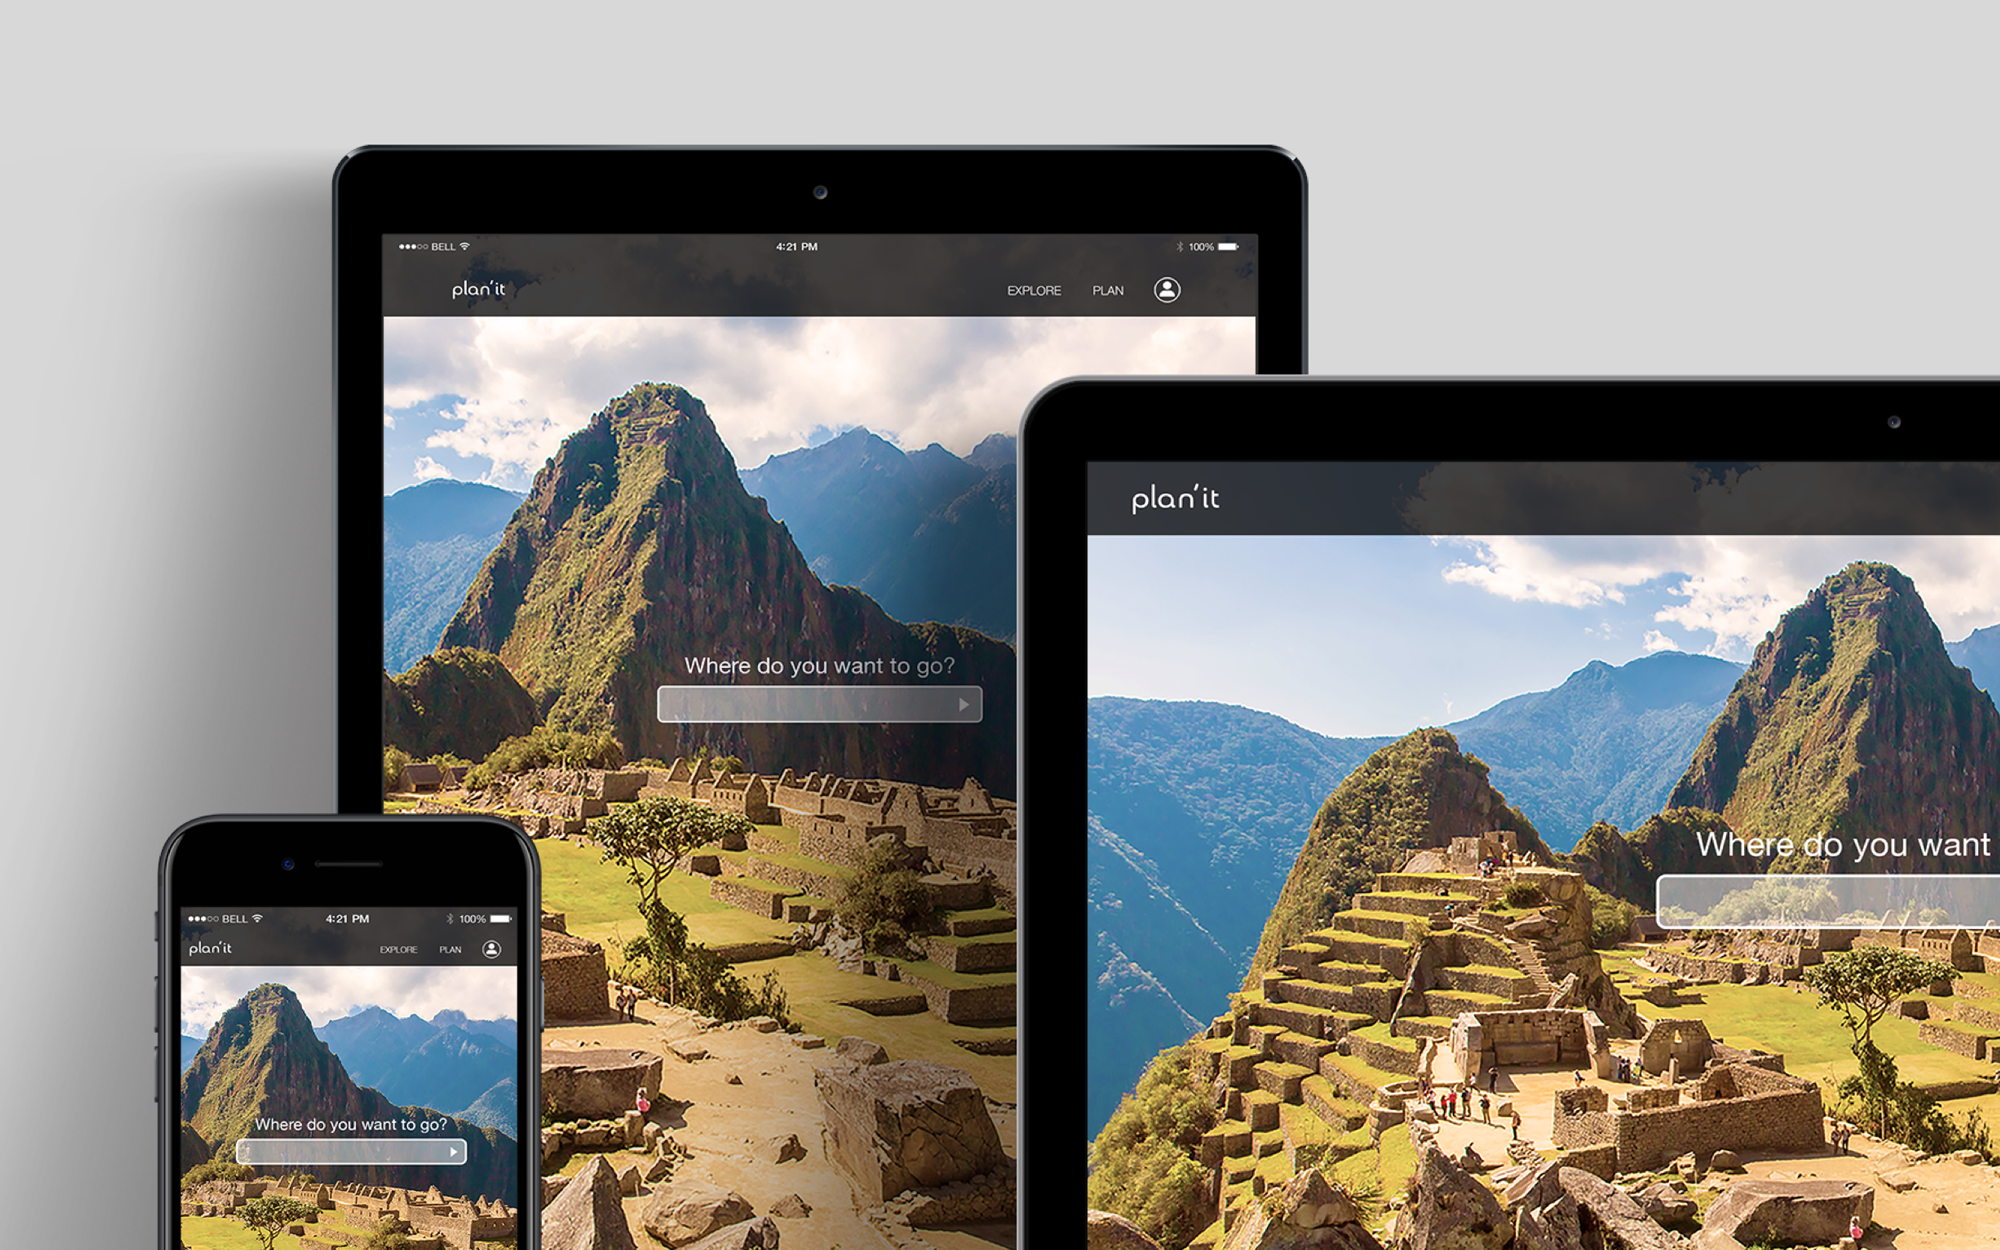 BELL
4:21 PM
100%
plan'it
EXPLORE PLAN
Where do you want to go?
plan'it
Where do you want
BELL
4:21 PM
100%
plan'it
EXPLORE PLAN
Where do you want to go?